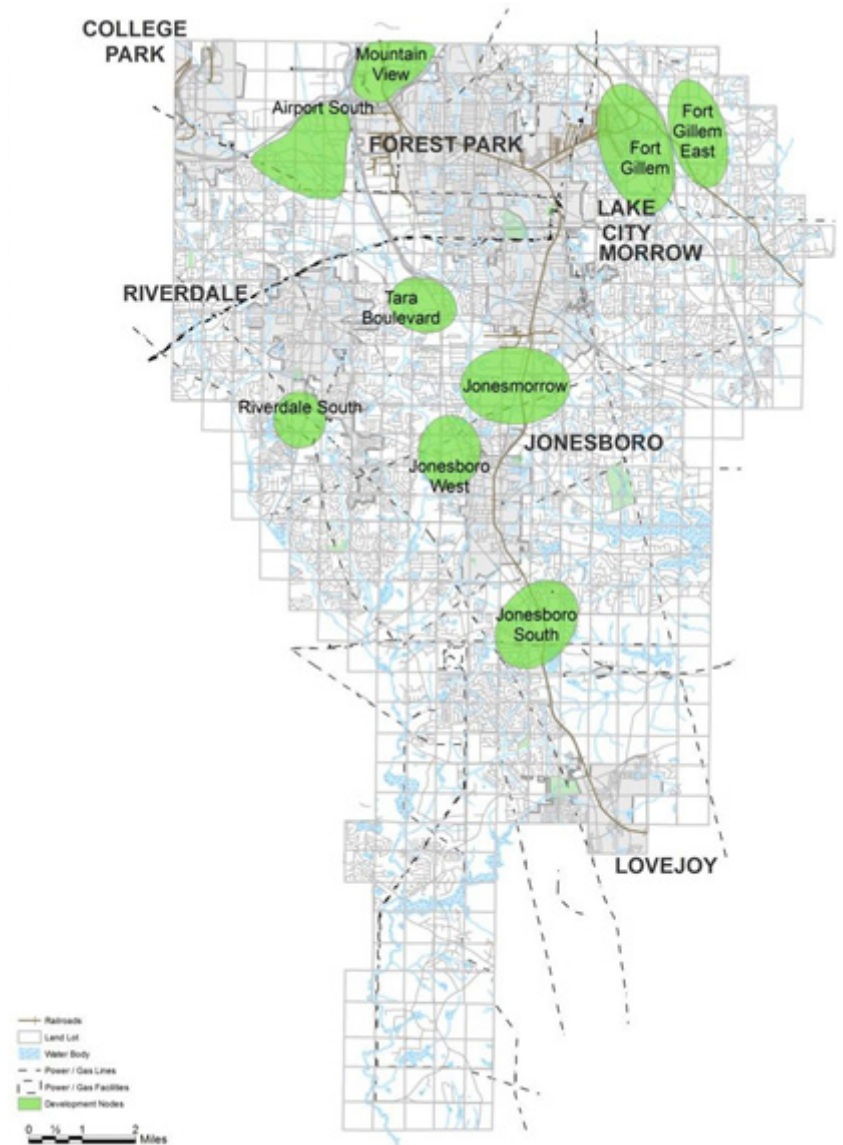 COLLEGE
PARK
Mountain
View
Airport South
FOREST PARK
Fort
Gillem
Fort
Gillem
East
LAKE
CITY
MORROW
RIVERDALE
Tara
Boulevard
Jonesmorrow
Riverdale South
JONESBORO
Jonesboro
West
Jonesboro
South
LOVEJOY
Railroads
Land Lot
Water Body
Power / Gas Lines
Power / Gas Facilities
Development Nodes
0 ½ 1 2
Miles